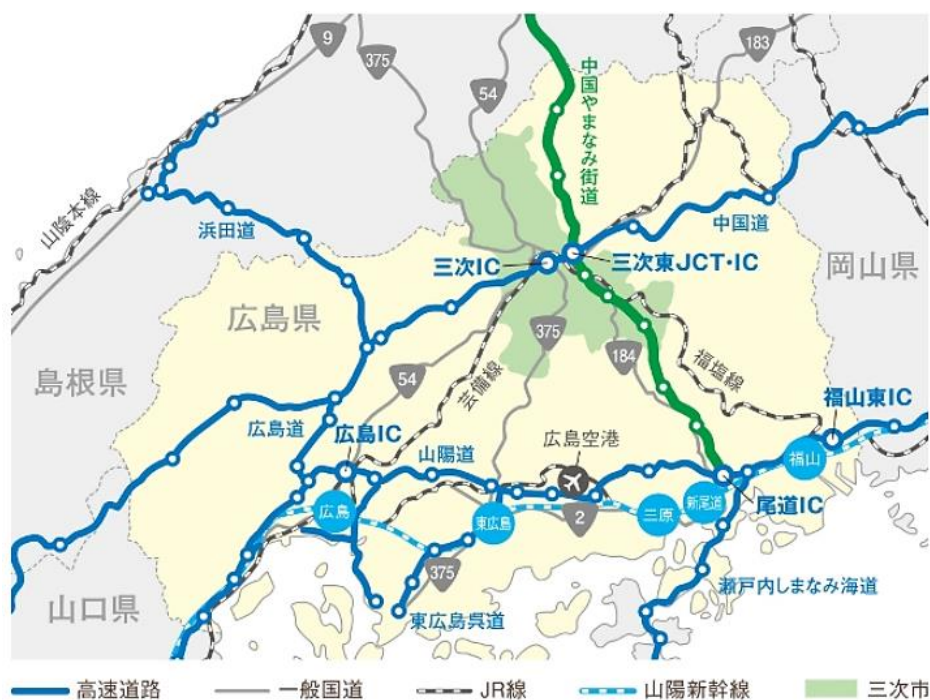 9
375
54
183
中国やまなみ街道
山陰本線
浜田道
中国道
三次IC
三次東JCT・IC
岡山県
広島県
島根県
375
184
54
芸備線
福塩線
福山東IC
広島道
広島IC
山陽道
広島空港
福山
広島
東広島
2
三原
新尾道
尾道IC
375
山口県
東広島呉道
瀬戸内しまなみ海道
高速道路
一般国道
JR線
山陽新幹線
三次市